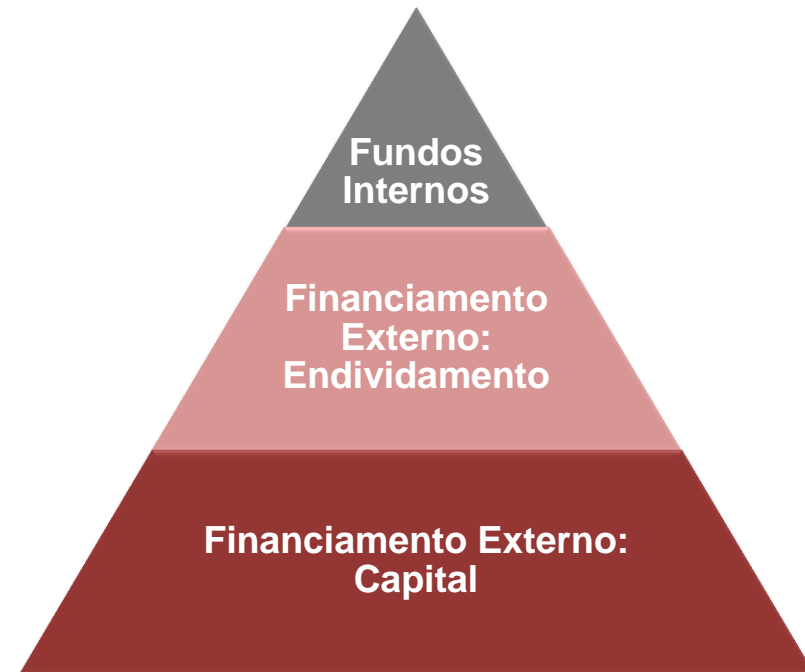 Fundos
Internos
Financiamento
Externo:
Endividamento
Financiamento Externo:
Capital